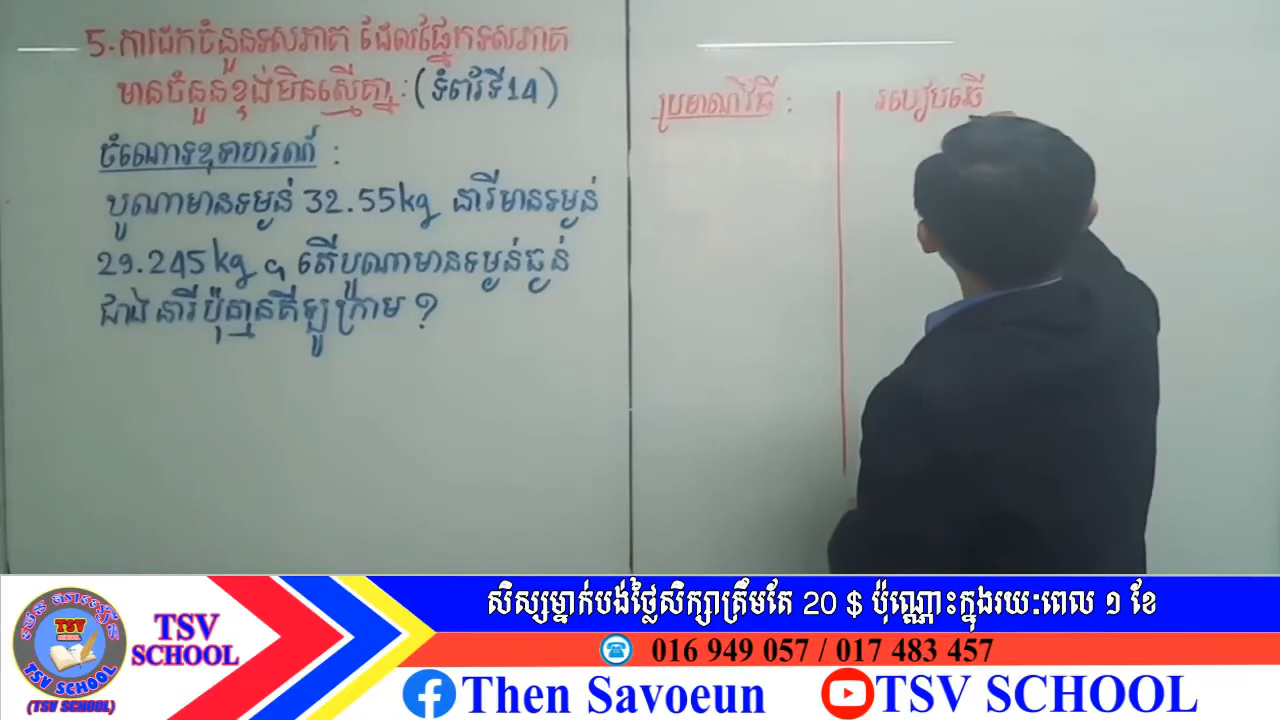 5.ការដកចំនួនទសភាគ ដែលផ្នែកទសភាគ
មានចំនួនខ្ទង់មិនស្មើគ្នា : (ទំព័រទី14)
ចំណោទឧទាហរណ៍ :
បូណាមានទម្ងន់ 32.55kg នារីមានទម្ងន់
29.245kg ។ តើបូណាមានទម្ងន់ធ្ងន់
ជាង នារីប៉ុន្មានគីឡូក្រាម ?
ប្រមាណវិធី :
របៀបធ្វើ
TSV
SCHOOL
TSV SCHOOL
(TSV SCHOOL)
TSV
SCHOOL
សិស្សម្នាក់បង់ថ្លៃសិក្សាត្រឹមតែ 20 $ ប៉ុណ្ណោះក្នុងរយៈពេល ១ ខែ
016 949 057 / 017 483 457
Then Savoeun
TSV SCHOOL